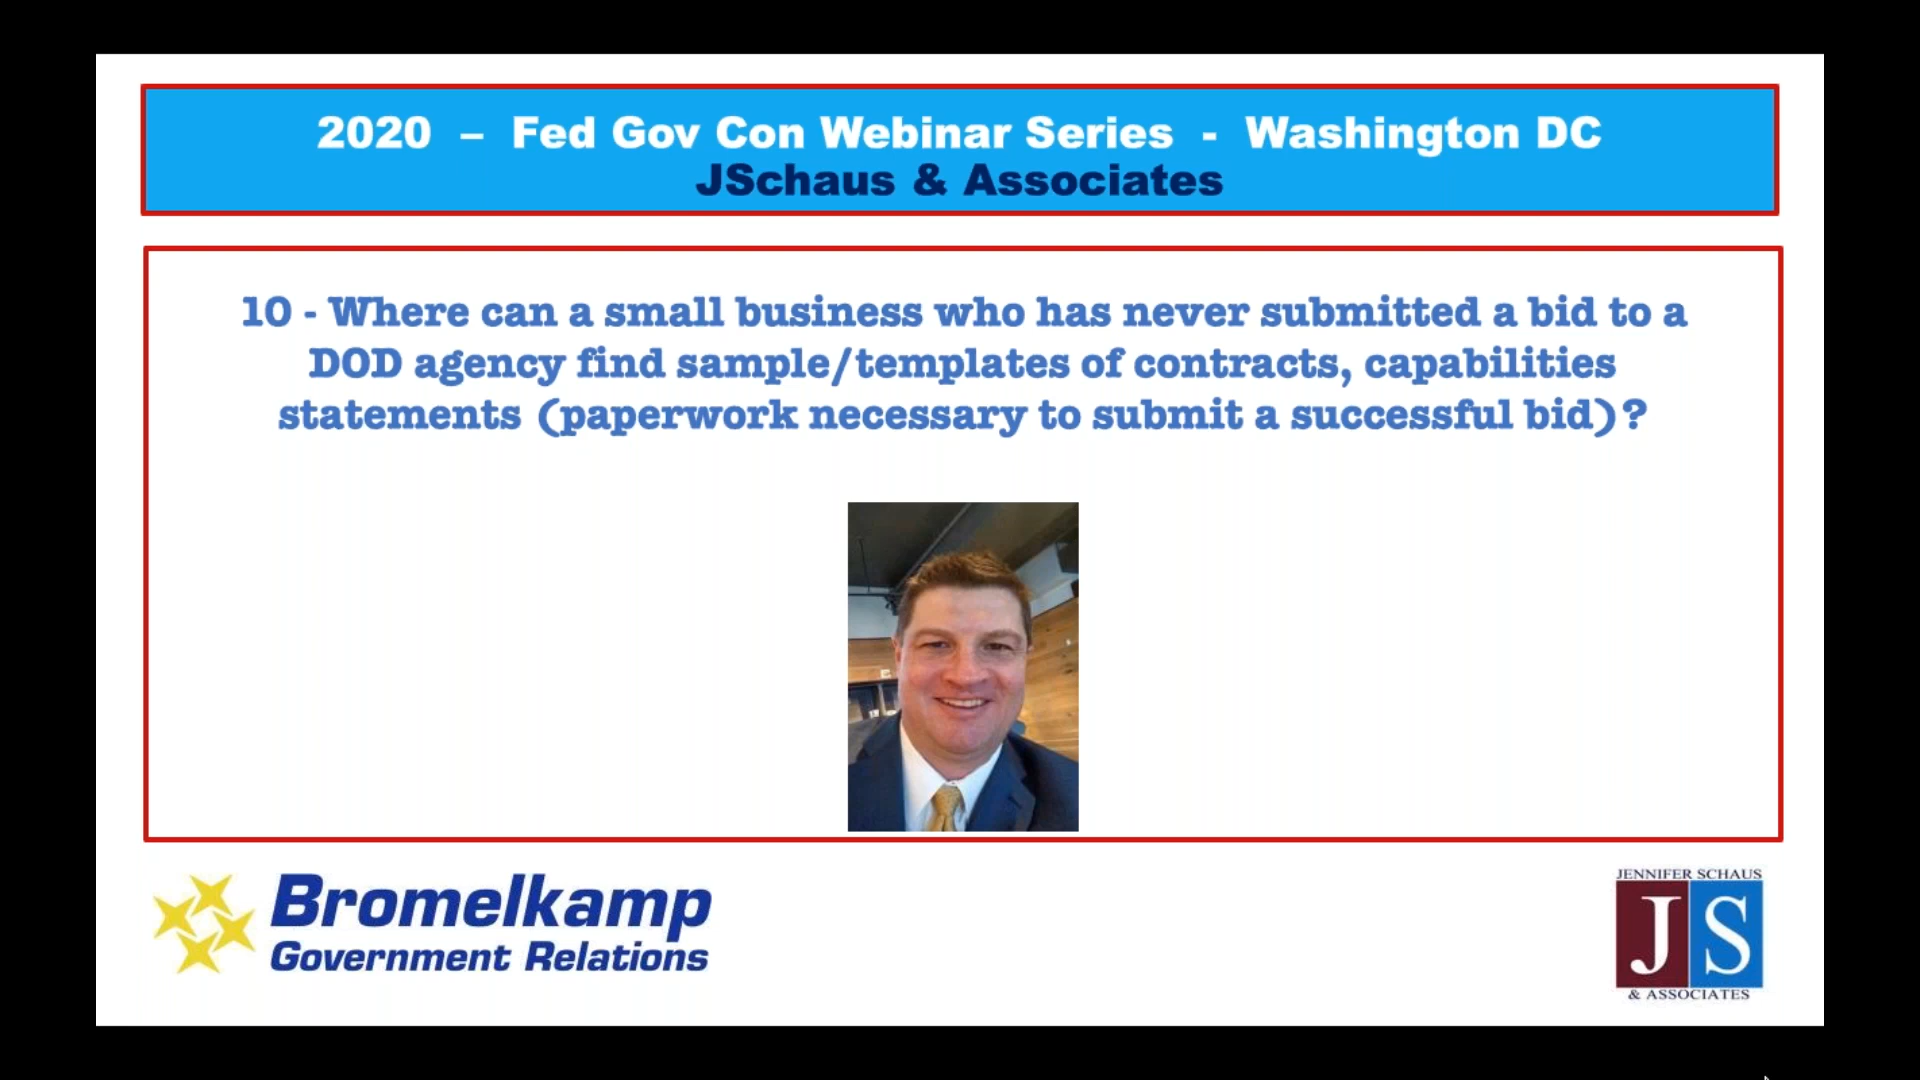 2020 – Fed Gov Con Webinar Series - Washington DC
JSchaus & Associates
10 - Where can a small business who has never submitted a bid to a
DOD agency find sample/templates of contracts, capabilities
statements (paperwork necessary to submit a successful bid)?
Bromelkamp
Government Relations
JENNIFER SCHAUS
JS
& ASSOCIATES